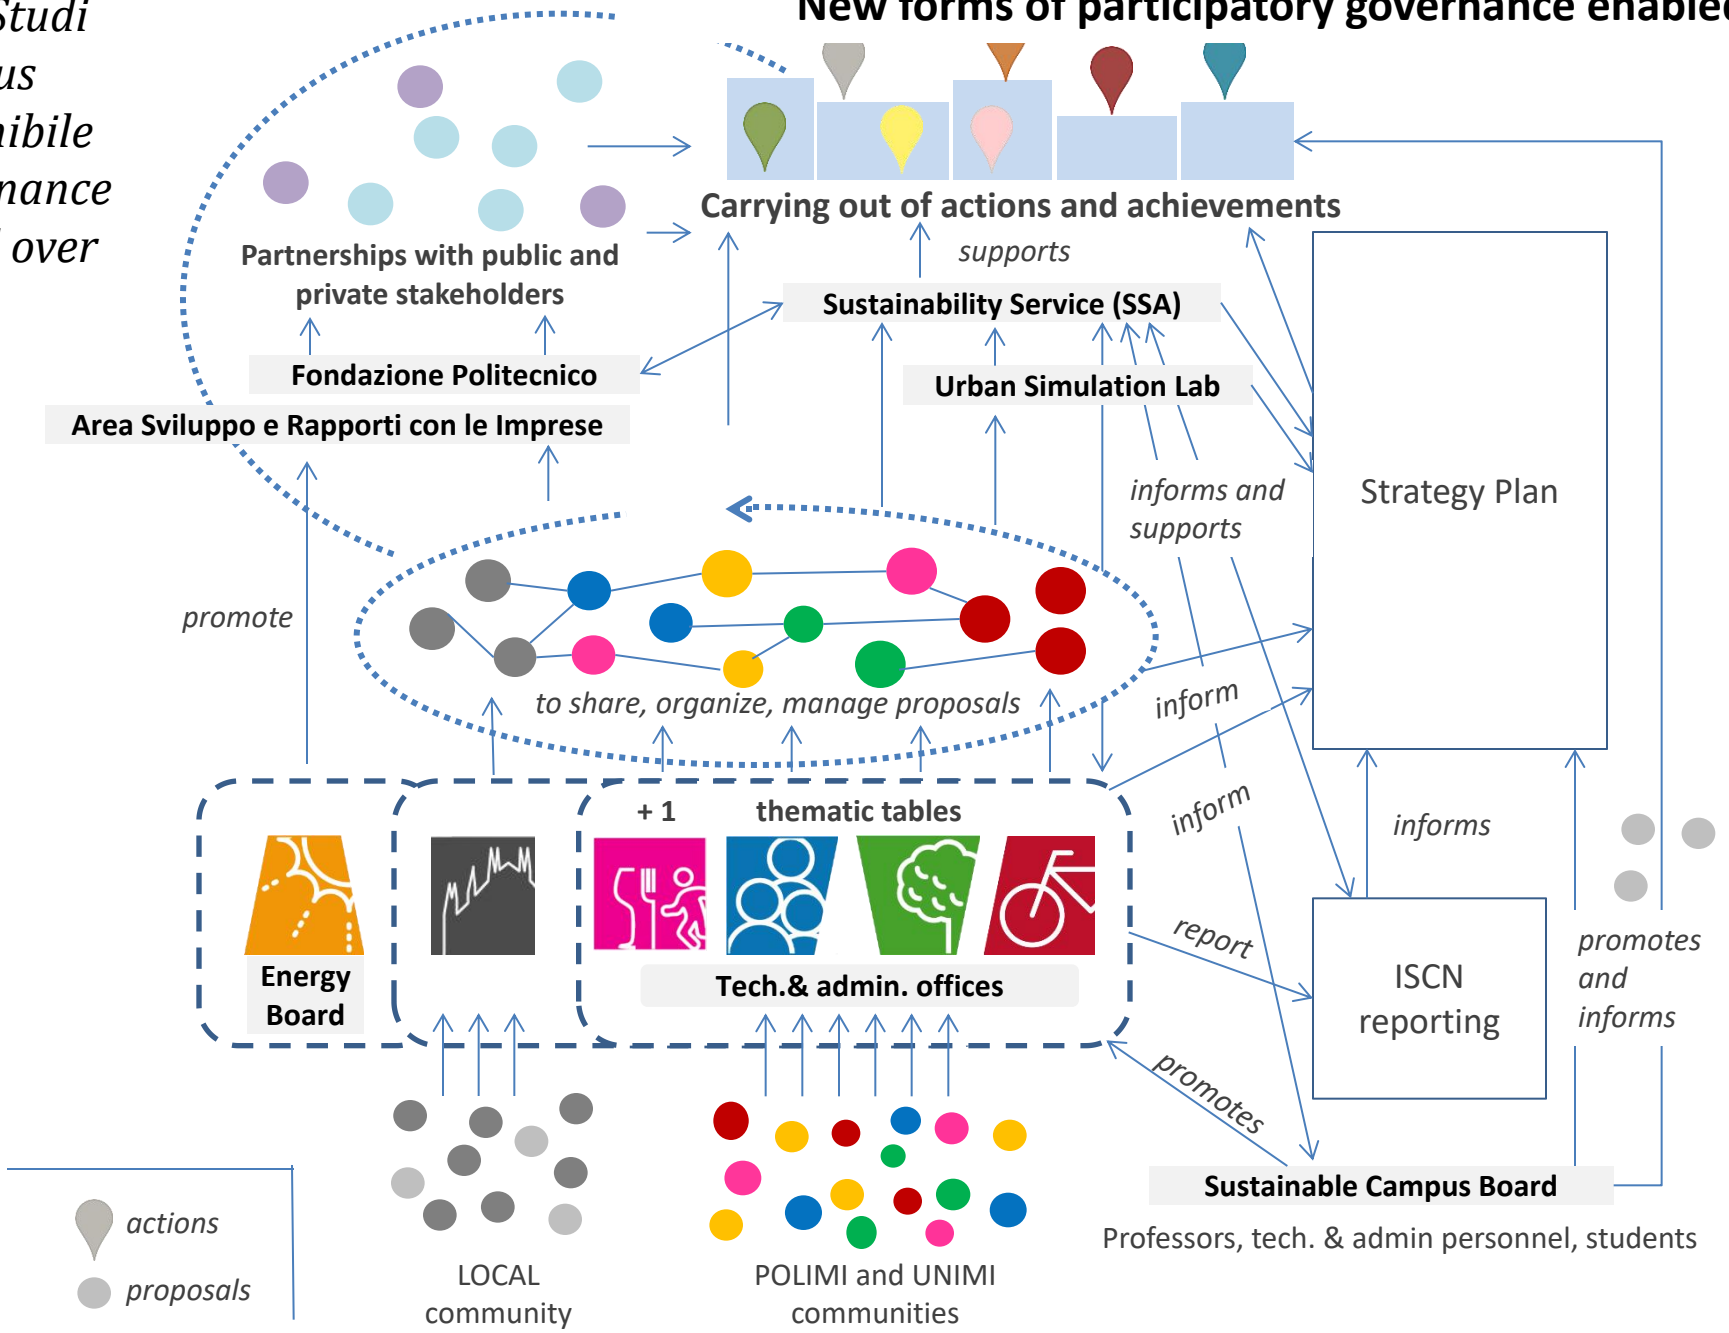 Studi
us
nibile
nance
over
New forms of participatory governance enabled
Carrying out of actions and achievements
Partnerships with public and
private stakeholders
supports
Sustainability Service (SSA)
Fondazione Politecnico
Urban Simulation Lab
Area Sviluppo e Rapporti con le Imprese
informs and
supports
Strategy Plan
promote
to share, organize, manage proposals
inform
inform
+ 1 thematic tables
informs
Energy
Board
Tech.& admin. offices
report
ISCN
reporting
promotes
and
informs
promotes
Sustainable Campus Board
Professors, tech. & admin personnel, students
actions
proposals
LOCAL
community
POLIMI and UNIMI
communities